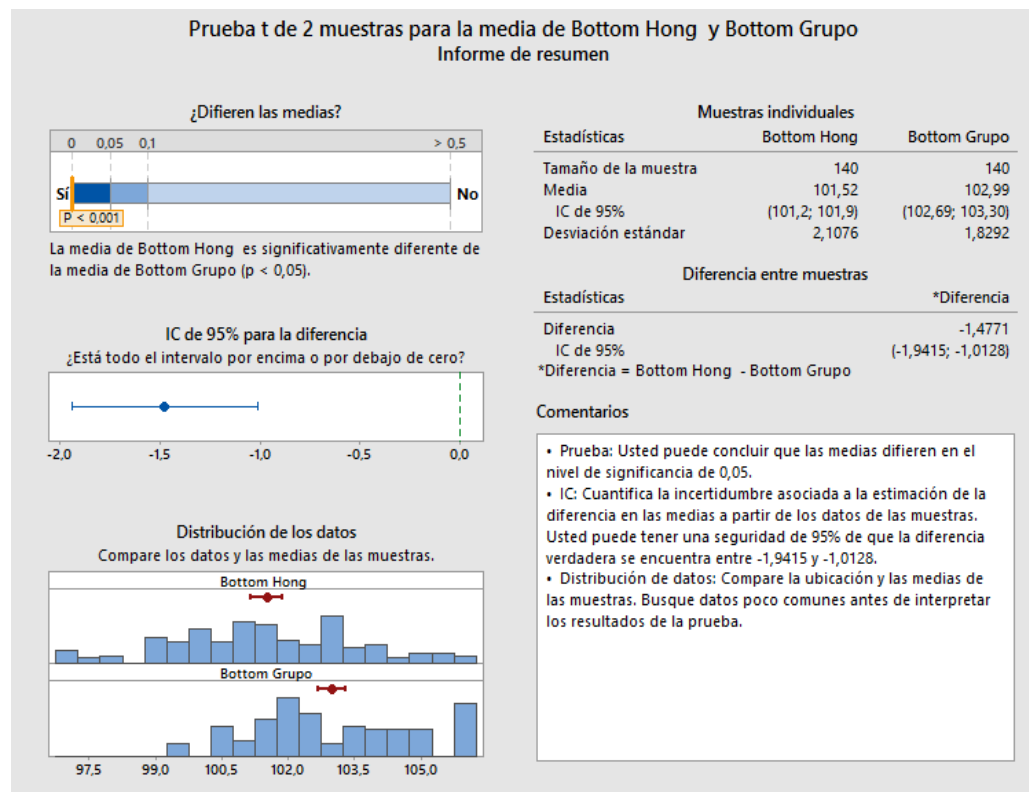 Prueba t de 2 muestras para la media de Bottom Hong y Bottom Grupo
Informe de resumen
¿Difieren las medias?
0 0,05 0,1 > 0,5
Sí No
P < 0,001
La media de Bottom Hong es significativamente diferente de
la media de Bottom Grupo (p < 0,05).
IC de 95% para la diferencia
¿Está todo el intervalo por encima o por debajo de cero?
-2,0 -1,5 -1,0 -0,5 0,0
Distribución de los datos
Compare los datos y las medias de las muestras.
Bottom Hong
Bottom Grupo
97,5 99,0 100,5 102,0 103,5 105,0
Muestras individuales
Estadísticas Bottom Hong Bottom Grupo
Tamaño de la muestra 140 140
Media 101,52 102,99
IC de 95% (101,2; 101,9) (102,69; 103,30)
Desviación estándar 2,1076 1,8292
Diferencia entre muestras
Estadísticas *Diferencia
Diferencia -1,4771
IC de 95% (-1,9415; -1,0128)
*Diferencia = Bottom Hong - Bottom Grupo
Comentarios
• Prueba: Usted puede concluir que las medias difieren en el
nivel de significancia de 0,05.
• IC: Cuantifica la incertidumbre asociada a la estimación de la
diferencia en las medias a partir de los datos de las muestras.
Usted puede tener una seguridad de 95% de que la diferencia
verdadera se encuentra entre -1,9415 y -1,0128.
• Distribución de datos: Compare la ubicación y las medias de
las muestras. Busque datos poco comunes antes de interpretar
los resultados de la prueba.